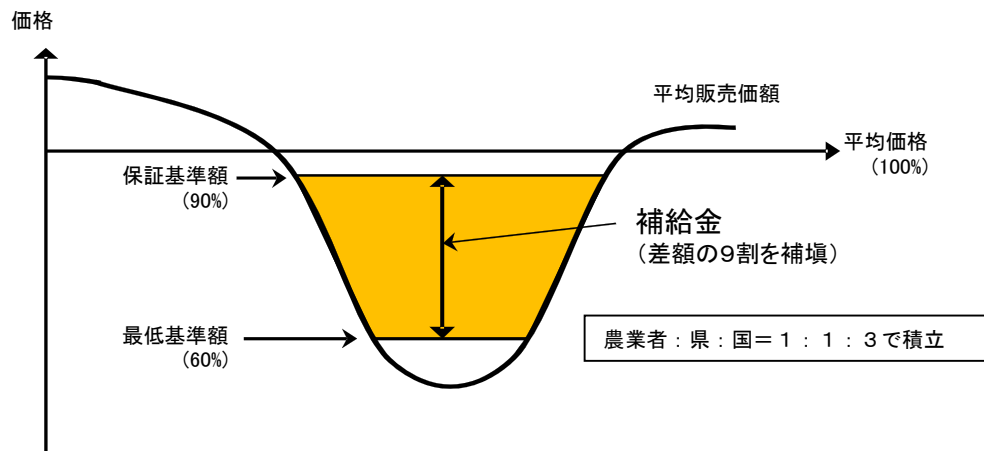 価格
平均販売価額
平均価格
(100%)
保証基準額
(90%)
補給金
（差額の９割を補塡）
最低基準額
(60%)
農業者：県：国＝１：１：３で積立